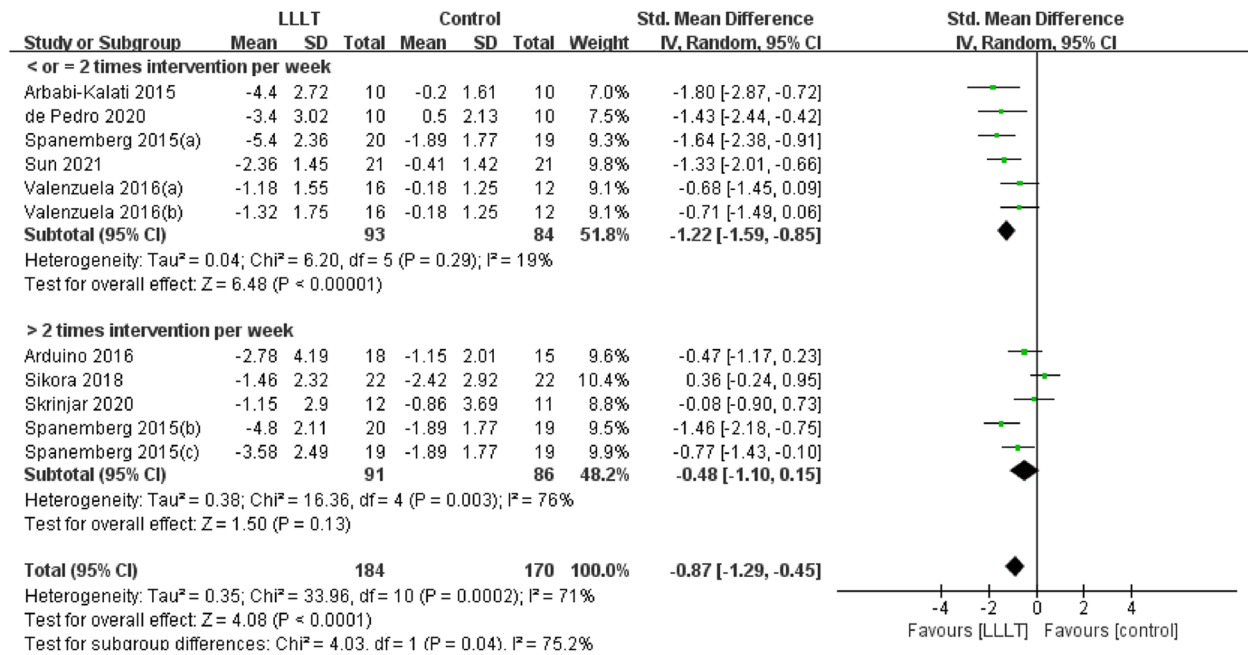 LLLT Control Std. Mean Difference Std. Mean Difference
Study or Subgroup Mean SD Total Mean SD Total Weight IV, Random, 95% CI IV, Random, 95% CI
< or = 2 times intervention per week
Arbabi-Kalati 2015 -4.4 2.72 10 -0.2 1.61 10 7.0% -1.80 [-2.87, -0.72]
de Pedro 2020 -3.4 3.02 10 0.5 2.13 10 7.5% -1.43 [-2.44, -0.42]
Spanemberg 2015(a) -5.4 2.36 20 -1.89 1.77 19 9.3% -1.64 [-2.38, -0.91]
Sun 2021 -2.36 1.45 21 -0.41 1.42 21 9.8% -1.33 [-2.01, -0.66]
Valenzuela 2016(a) -1.18 1.55 16 -0.18 1.25 12 9.1% -0.68 [-1.45, 0.09]
Valenzuela 2016(b) -1.32 1.75 16 -0.18 1.25 12 9.1% -0.71 [-1.49, 0.06]
Subtotal (95% CI) 93 84 51.8% -1.22 [-1.59, -0.85]
Heterogeneity: Tau² = 0.04; Chi² = 6.20, df = 5 (P = 0.29); I² = 19%
Test for overall effect: Z = 6.48 (P < 0.00001)
> 2 times intervention per week
Arduino 2016 -2.78 4.19 18 -1.15 2.01 15 9.6% -0.47 [-1.17, 0.23]
Sikora 2018 -1.46 2.32 22 -2.42 2.92 22 10.4% 0.36 [-0.24, 0.95]
Skrinjar 2020 -1.15 2.9 12 -0.86 3.69 11 8.8% -0.08 [-0.90, 0.73]
Spanemberg 2015(b) -4.8 2.11 20 -1.89 1.77 19 9.5% -1.46 [-2.18, -0.75]
Spanemberg 2015(c) -3.58 2.49 19 -1.89 1.77 19 9.9% -0.77 [-1.43, -0.10]
Subtotal (95% CI) 91 86 48.2% -0.48 [-1.10, 0.15]
Heterogeneity: Tau² = 0.38; Chi² = 16.36, df = 4 (P = 0.003); I² = 76%
Test for overall effect: Z = 1.50 (P = 0.13)
Total (95% CI) 184 170 100.0% -0.87 [-1.29, -0.45]
Heterogeneity: Tau² = 0.35; Chi² = 33.96, df = 10 (P = 0.0002); I² = 71%
Test for overall effect: Z = 4.08 (P < 0.0001)
Test for subgroup differences: Chi² = 4.03, df = 1 (P = 0.04), I² = 75.2%
-4 -2 0 2 4
Favours [LLLT] Favours [control]